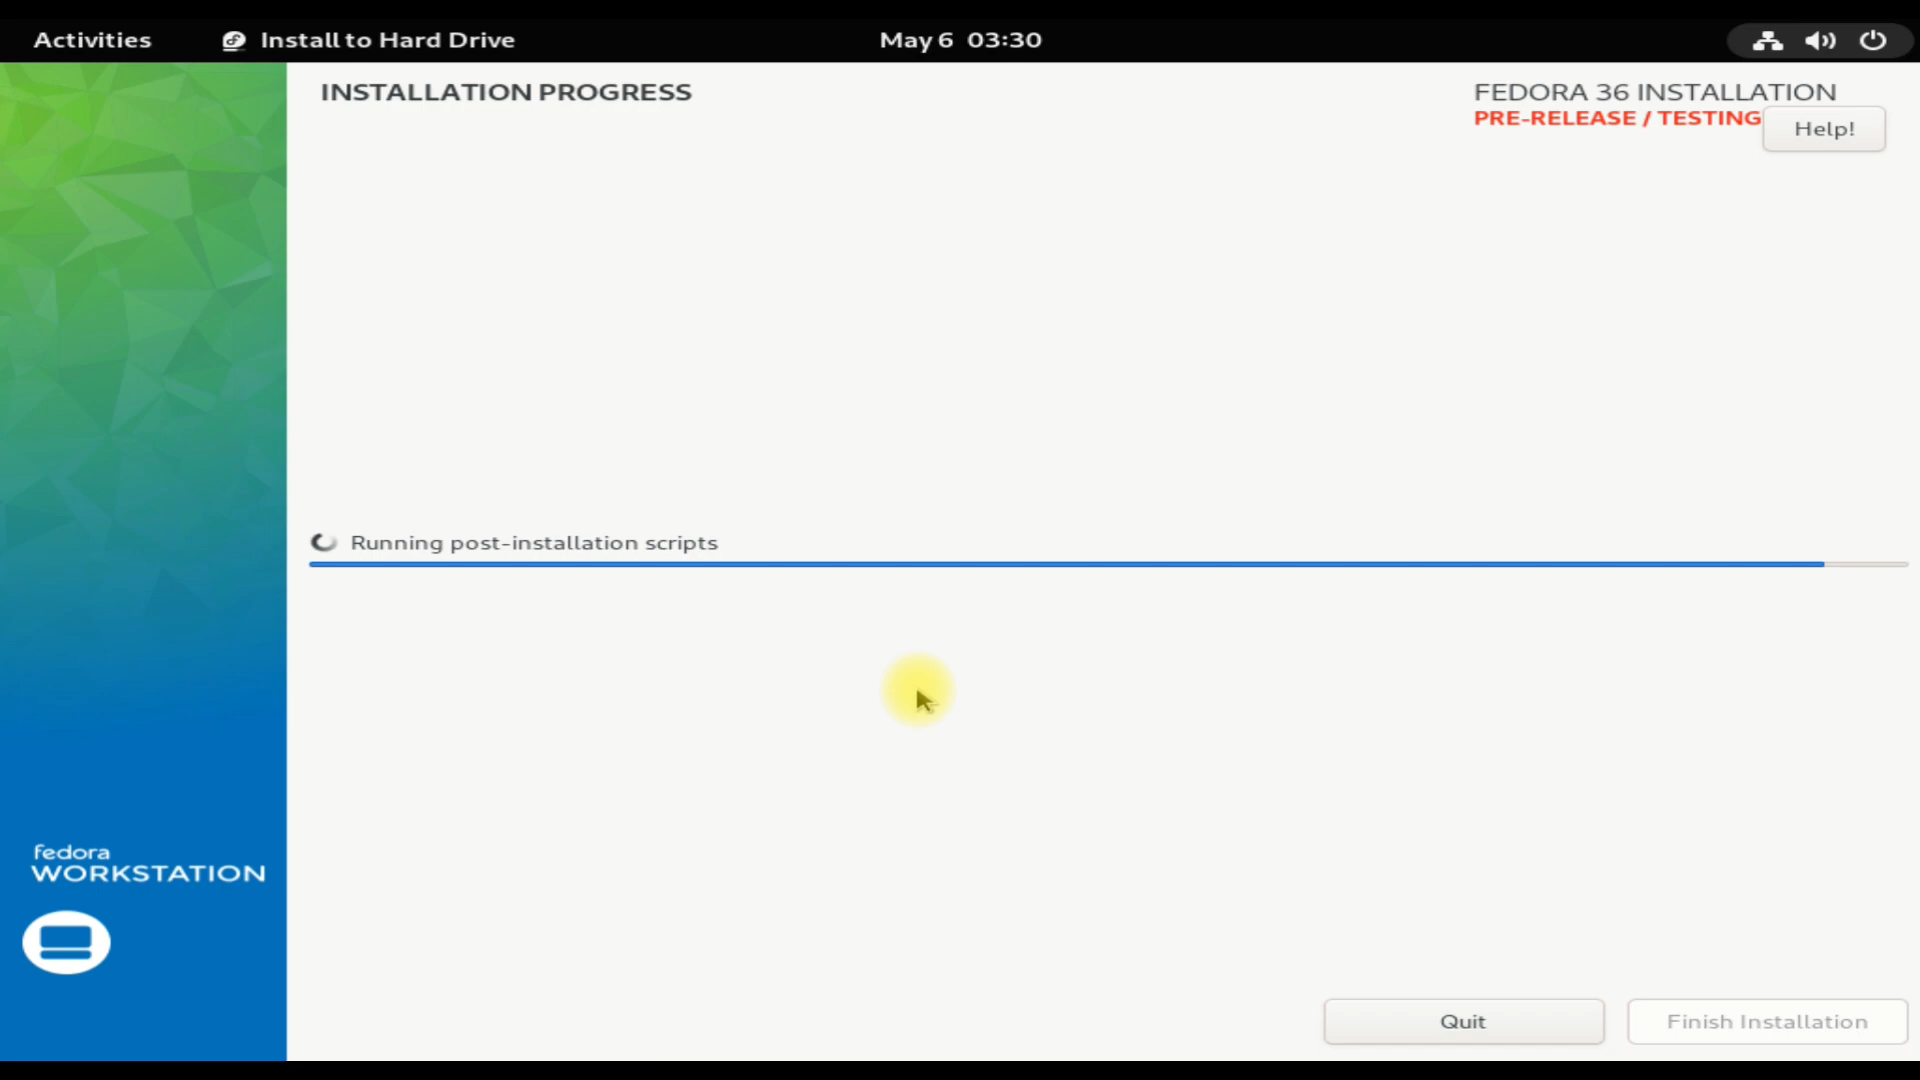 Activities
Install to Hard Drive
May 6 03:30
INSTALLATION PROGRESS
FEDORA 36 INSTALLATION
PRE-RELEASE / TESTING
Help!
Running post-installation scripts
fedora
WORKSTATION
Quit
Finish Installation